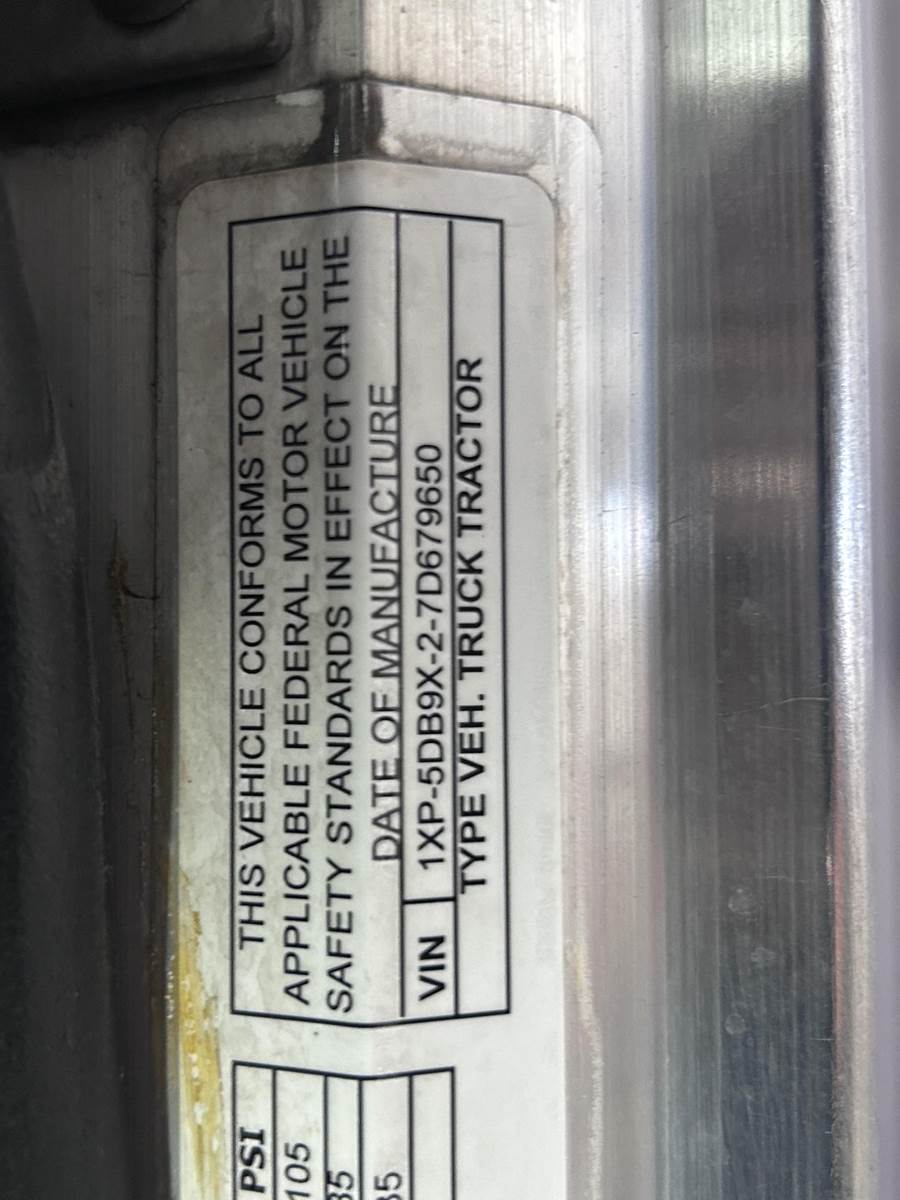 THIS VEHICLE CONFORMS TO ALL
APPLICABLE FEDERAL MOTOR VEHICLE
SAFETY STANDARDS IN EFFECT ON THE
DATE OF MANUFACTURE
VIN 1XP-5DB9X-2-7D679650
TYPE VEH. TRUCK TRACTOR
PSI
105